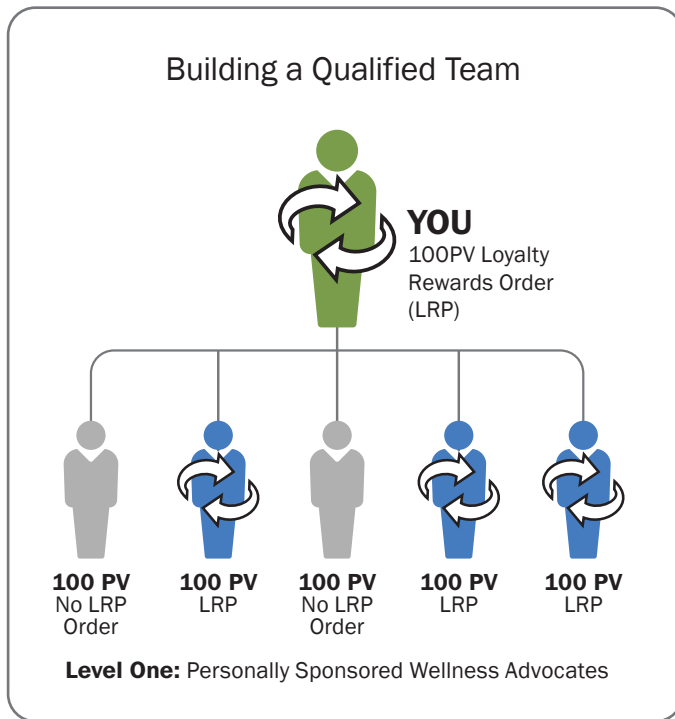 Building a Qualified Team
YOU
100PV Loyalty
Rewards Order
(LRP)
100 PV
No LRP
Order
100 PV
LRP
100 PV
No LRP
Order
100 PV
LRP
100 PV
LRP
Level One: Personally Sponsored Wellness Advocates